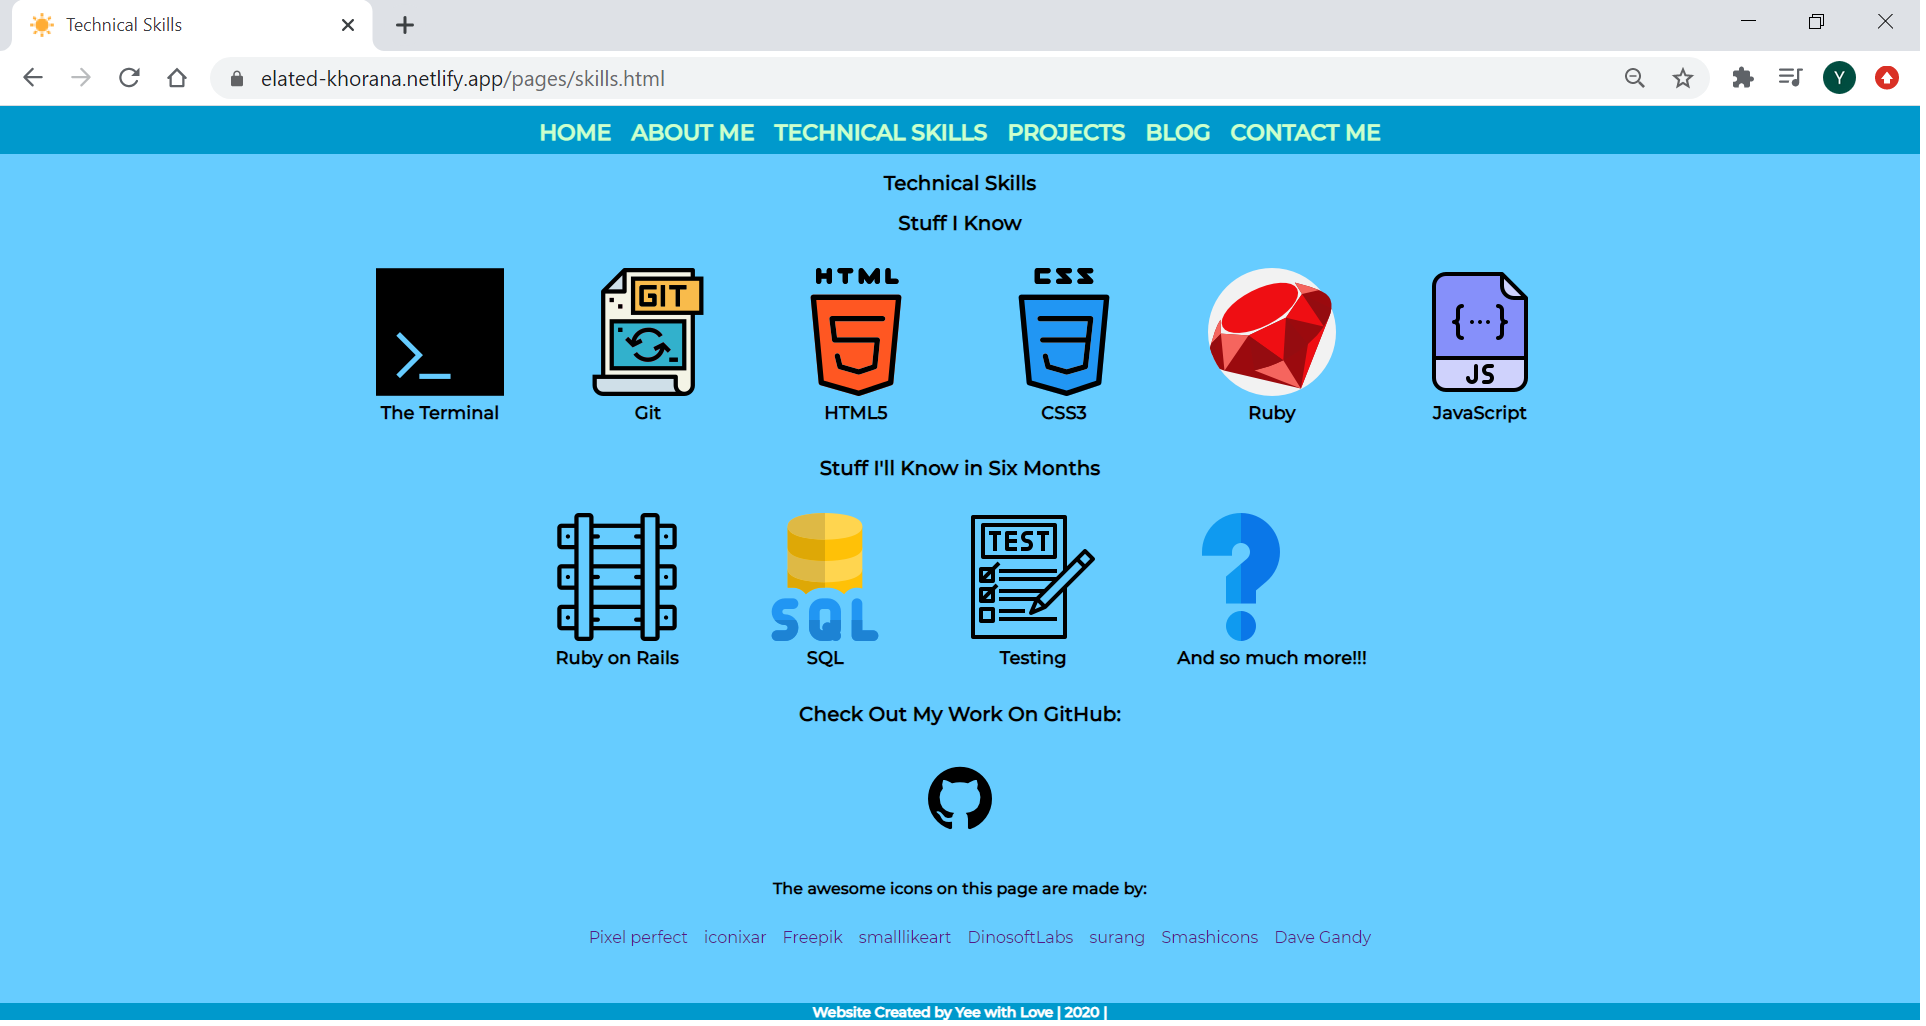 Technical Skills
elated-khorana.netlify.app/pages/skills.html
Y
HOME ABOUT ME TECHNICAL SKILLS PROJECTS BLOG CONTACT ME
Technical Skills
Stuff I Know
>_ GIT HTML 5 CSS 3 {...} JS
The Terminal Git HTML5 CSS3 Ruby JavaScript
Stuff I'll Know in Six Months
SQL TEST ?
Ruby on Rails SQL Testing And so much more!!!
Check Out My Work On GitHub:
The awesome icons on this page are made by:
Pixel perfect iconixar Freepik smalllikeart DinosoftLabs surang Smashicons Dave Gandy
Website Created by Yee with Love | 2020 |